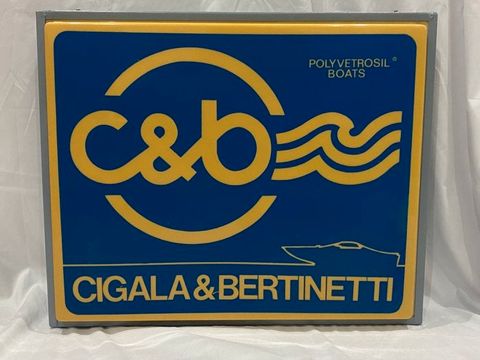 POLYVETROSIL®
BOATS
c&b
CIGALA&BERTINETTI